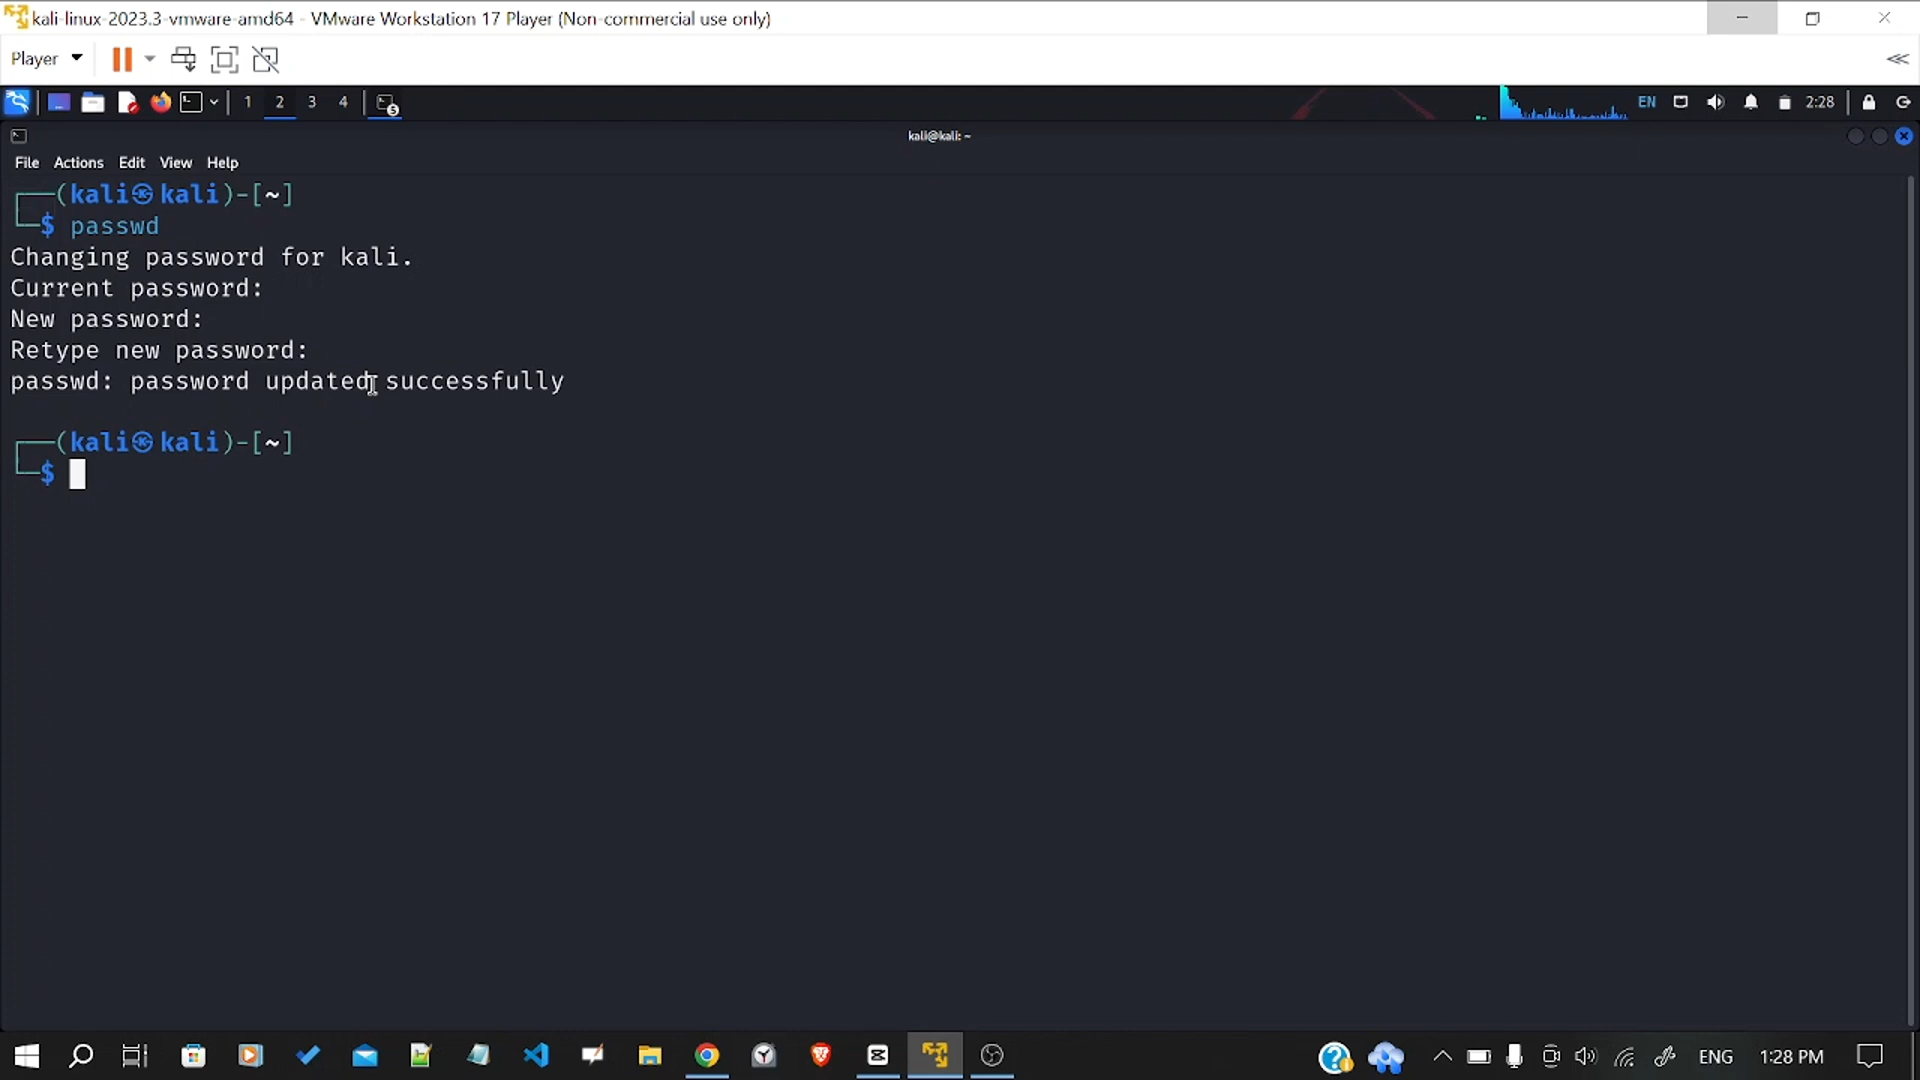 kali-linux-2023.3-vmware-amd64 - VMware Workstation 17 Player (Non-commercial use only)
Player
1 2 3 4 5 EN 2:28
kali@kali: ~
File Actions Edit View Help
(kali㉿kali)-[~]
$ passwd
Changing password for kali.
Current password:
New password:
Retype new password:
passwd: password updated successfully
(kali㉿kali)-[~]
$
ENG 1:28 PM